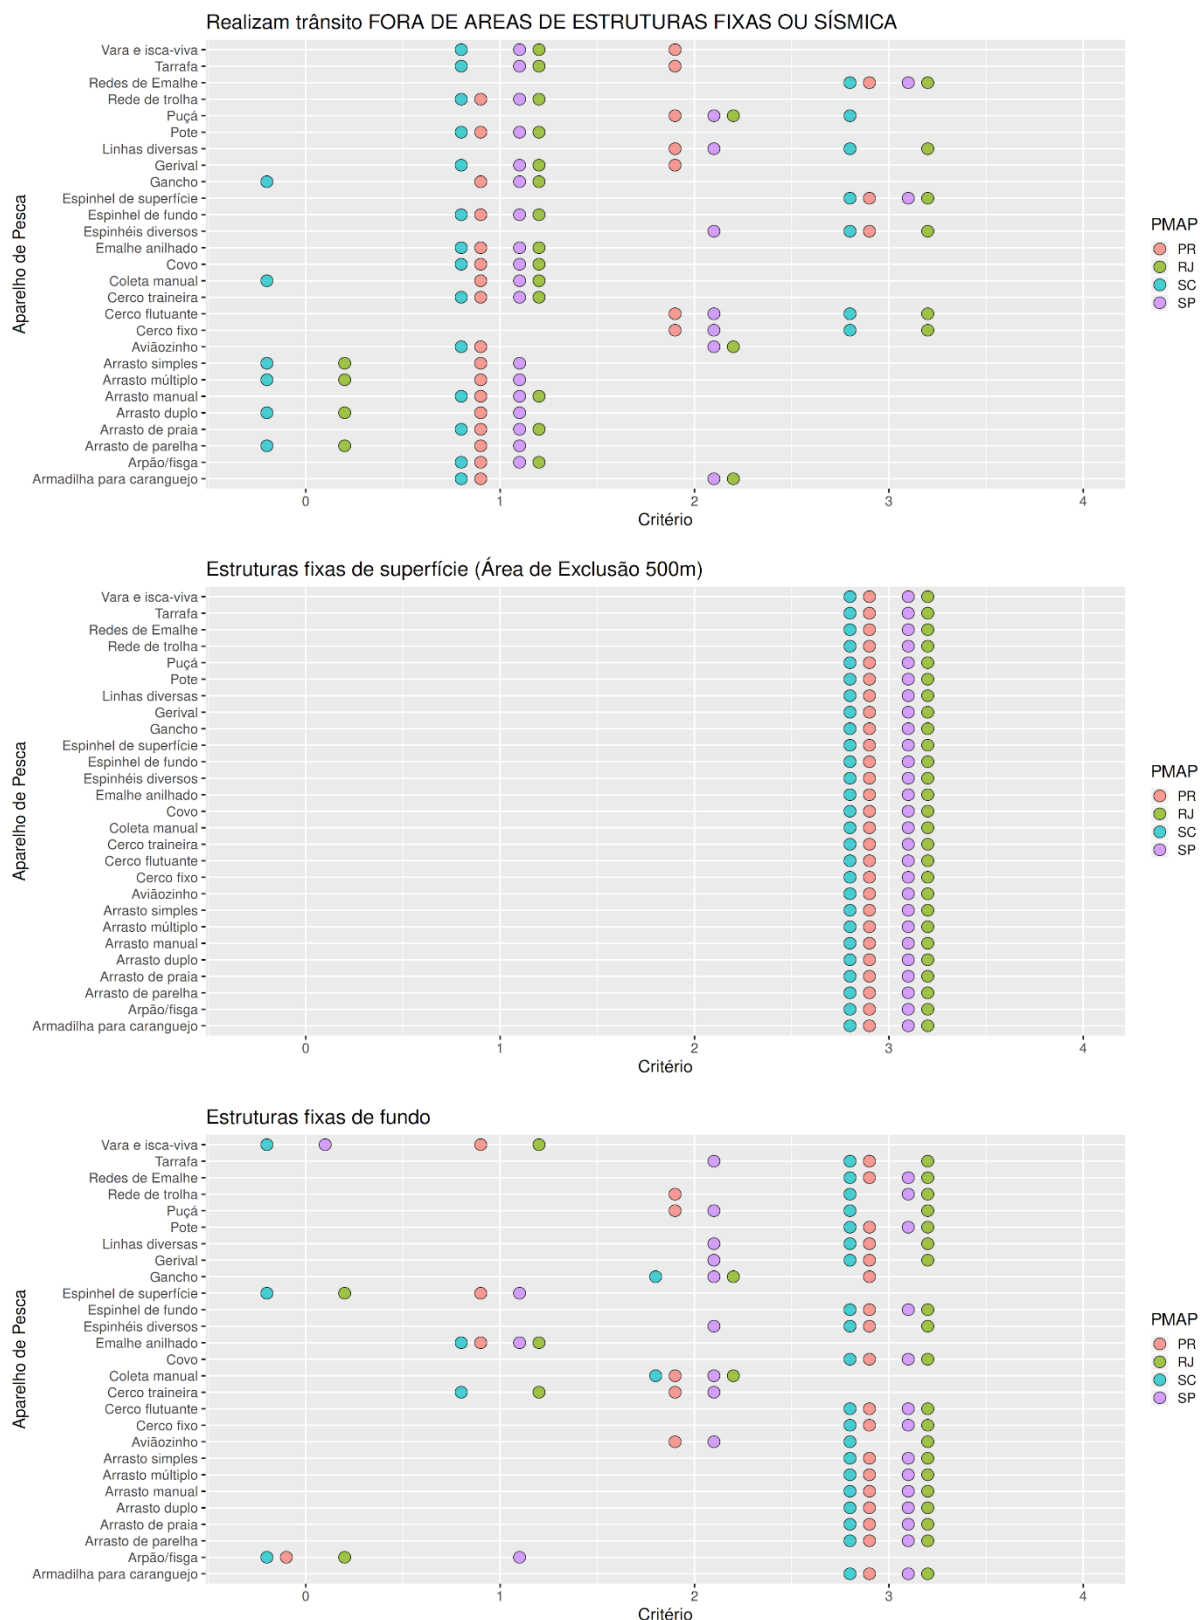 Realizam trânsito FORA DE AREAS DE ESTRUTURAS FIXAS OU SÍSMICA
Aparelho de Pesca
Vara e isca-viva
Tarrafa
Redes de Emalhe
Rede de trolha
Puçá
Pote
Linhas diversas
Gerival
Gancho
Espinhel de superfície
Espinhel de fundo
Espinhéis diversos
Emalhe anilhado
Covo
Coleta manual
Cerco traineira
Cerco flutuante
Cerco fixo
Aviãozinho
Arrasto simples
Arrasto múltiplo
Arrasto manual
Arrasto duplo
Arrasto de praia
Arrasto de parelha
Arpão/fisga
Armadilha para caranguejo
0 1 2 3 4
Critério
PMAP
PR
RJ
SC
SP
Estruturas fixas de superfície (Área de Exclusão 500m)
Aparelho de Pesca
Vara e isca-viva
Tarrafa
Redes de Emalhe
Rede de trolha
Puçá
Pote
Linhas diversas
Gerival
Gancho
Espinhel de superfície
Espinhel de fundo
Espinhéis diversos
Emalhe anilhado
Covo
Coleta manual
Cerco traineira
Cerco flutuante
Cerco fixo
Aviãozinho
Arrasto simples
Arrasto múltiplo
Arrasto manual
Arrasto duplo
Arrasto de praia
Arrasto de parelha
Arpão/fisga
Armadilha para caranguejo
0 1 2 3 4
Critério
PMAP
PR
RJ
SC
SP
Estruturas fixas de fundo
Aparelho de Pesca
Vara e isca-viva
Tarrafa
Redes de Emalhe
Rede de trolha
Puçá
Pote
Linhas diversas
Gerival
Gancho
Espinhel de superfície
Espinhel de fundo
Espinhéis diversos
Emalhe anilhado
Covo
Coleta manual
Cerco traineira
Cerco flutuante
Cerco fixo
Aviãozinho
Arrasto simples
Arrasto múltiplo
Arrasto manual
Arrasto duplo
Arrasto de praia
Arrasto de parelha
Arpão/fisga
Armadilha para caranguejo
0 1 2 3 4
Critério
PMAP
PR
RJ
SC
SP